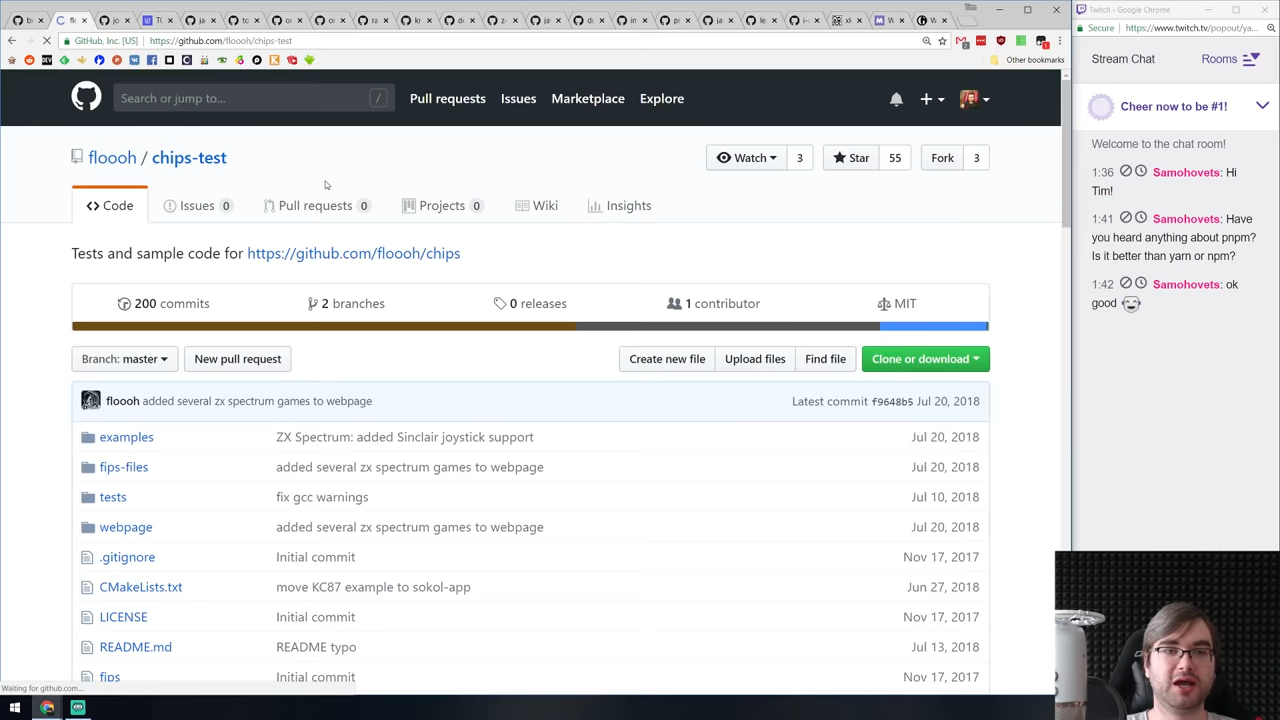 Tim
Twitch - Google Chrome
GitHub, Inc. [US] https://github.com/floooh/chips-test
Secure https://www.twitch.tv/popout/ya...
Other bookmarks
Search or jump to... /
Pull requests Issues Marketplace Explore
floooh / chips-test
Watch 3 Star 55 Fork 3
Code Issues 0 Pull requests 0 Projects 0 Wiki Insights
Tests and sample code for https://github.com/floooh/chips
200 commits 2 branches 0 releases 1 contributor MIT
Branch: master New pull request Create new file Upload files Find file Clone or download
floooh added several zx spectrum games to webpage Latest commit f9648b5 Jul 20, 2018
examples ZX Spectrum: added Sinclair joystick support Jul 20, 2018
fips-files added several zx spectrum games to webpage Jul 20, 2018
tests fix gcc warnings Jul 10, 2018
webpage added several zx spectrum games to webpage Jul 20, 2018
.gitignore Initial commit Nov 17, 2017
CMakeLists.txt move KC87 example to sokol-app Jun 27, 2018
LICENSE Initial commit Nov 17, 2017
README.md README typo Jul 13, 2018
fips Initial commit Nov 17, 2017
Waiting for github.com...
Stream Chat Rooms
Cheer now to be #1!
Welcome to the chat room!
1:36 Samohovets: Hi
Tim!
1:41 Samohovets: Have
you heard anything about pnpm?
Is it better than yarn or npm?
1:42 Samohovets: ok
good